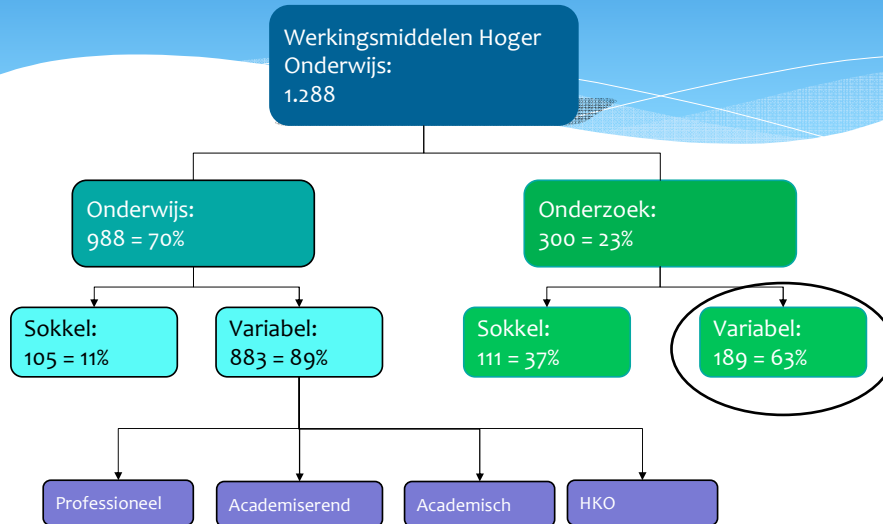 Werkingsmiddelen Hoger
Onderwijs:
1.288
Onderwijs:
988 = 70%
Onderzoek:
300 = 23%
Sokkel:
105 = 11%
Variabel:
883 = 89%
Sokkel:
111 = 37%
Variabel:
189 = 63%
Professioneel
Academiserend
Academisch
HKO